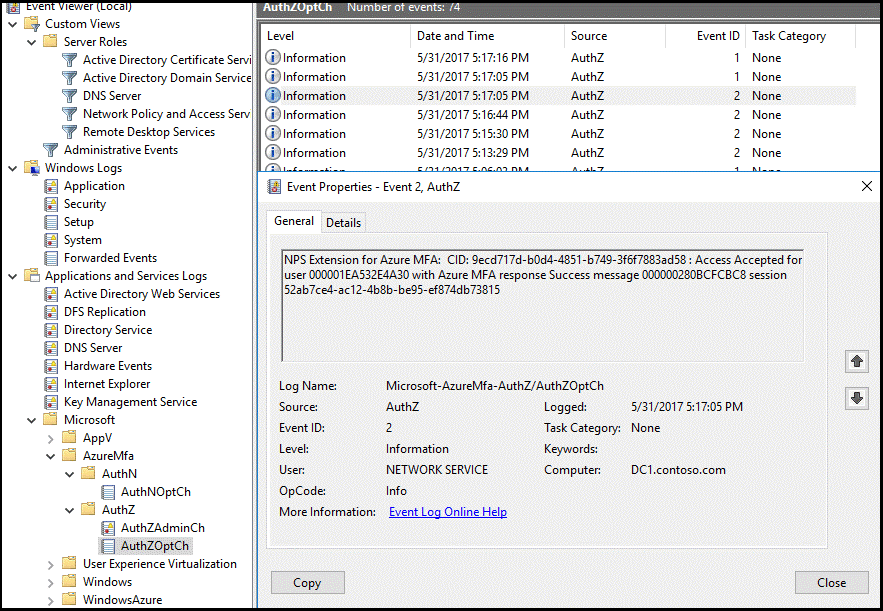 Event Viewer (Local)
Custom Views
Server Roles
Active Directory Certificate Servi
Active Directory Domain Service
DNS Server
Network Policy and Access Serv
Remote Desktop Services
Administrative Events
Windows Logs
Application
Security
Setup
System
Forwarded Events
Applications and Services Logs
Active Directory Web Services
DFS Replication
Directory Service
DNS Server
Hardware Events
Internet Explorer
Key Management Service
Microsoft
AppV
AzureMfa
AuthN
AuthNOptCh
AuthZ
AuthZAdminCh
AuthZOptCh
User Experience Virtualization
Windows
WindowsAzure
AuthZOptCh Number of events: 74
Level Date and Time Source Event ID Task Category
Information 5/31/2017 5:17:16 PM AuthZ 1 None
Information 5/31/2017 5:17:05 PM AuthZ 1 None
Information 5/31/2017 5:17:05 PM AuthZ 2 None
Information 5/31/2017 5:16:44 PM AuthZ 2 None
Information 5/31/2017 5:15:30 PM AuthZ 2 None
Information 5/31/2017 5:13:29 PM AuthZ 2 None
Information 5/31/2017 5:06:02 PM AuthZ 1 None
Event Properties - Event 2, AuthZ
General Details
NPS Extension for Azure MFA: CID: 9ecd717d-b0d4-4851-b749-3f6f7883ad58 : Access Accepted for
user 000001EA532E4A30 with Azure MFA response Success message 000000280BCFCBC8 session
52ab7ce4-ac12-4b8b-be95-ef874db73815
Log Name: Microsoft-AzureMfa-AuthZ/AuthZOptCh
Source: AuthZ Logged: 5/31/2017 5:17:05 PM
Event ID: 2 Task Category: None
Level: Information Keywords:
User: NETWORK SERVICE Computer: DC1.contoso.com
OpCode: Info
More Information: Event Log Online Help
Copy Close